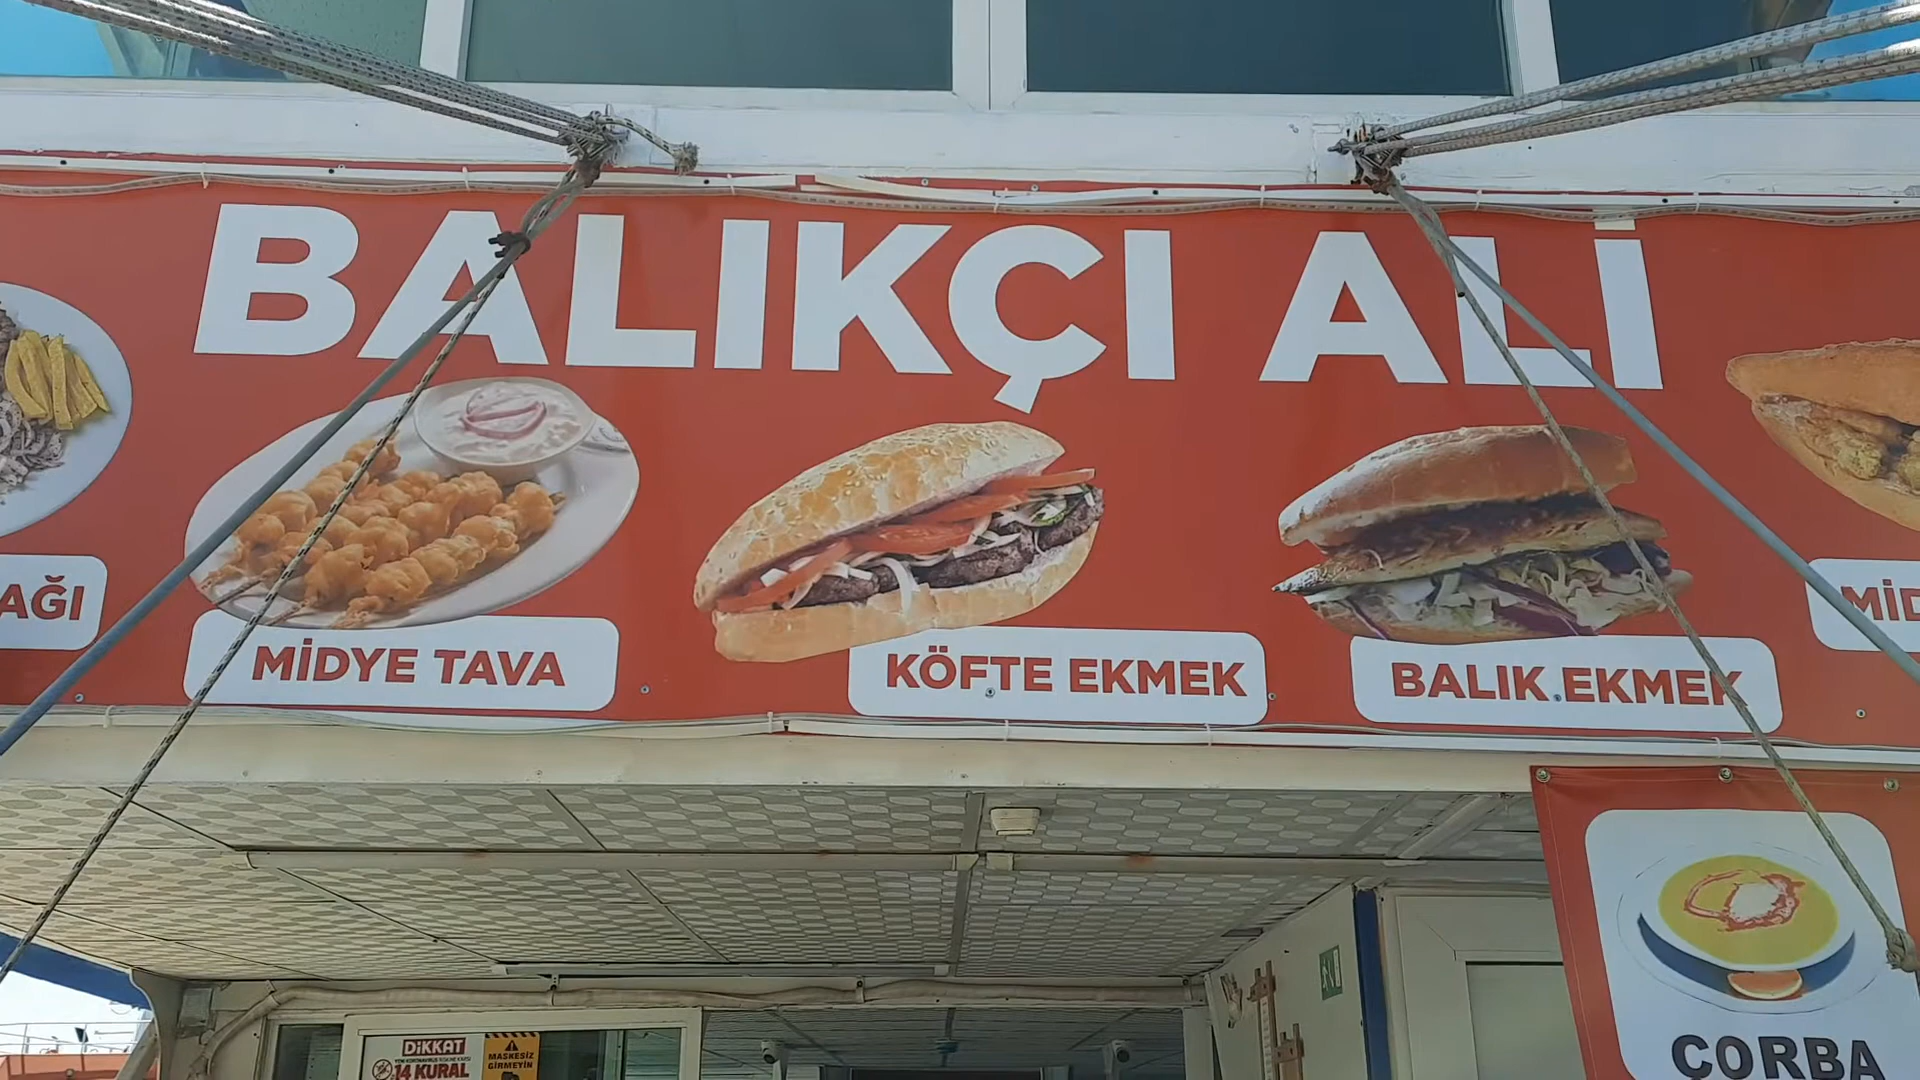 BALIKÇI ALİ
AĞI
MİDYE TAVA
KÖFTE EKMEK
BALIK EKMEK
MİD
ÇORBA
DİKKAT
14 KURAL
MASKESİZ
GİRMEYİN